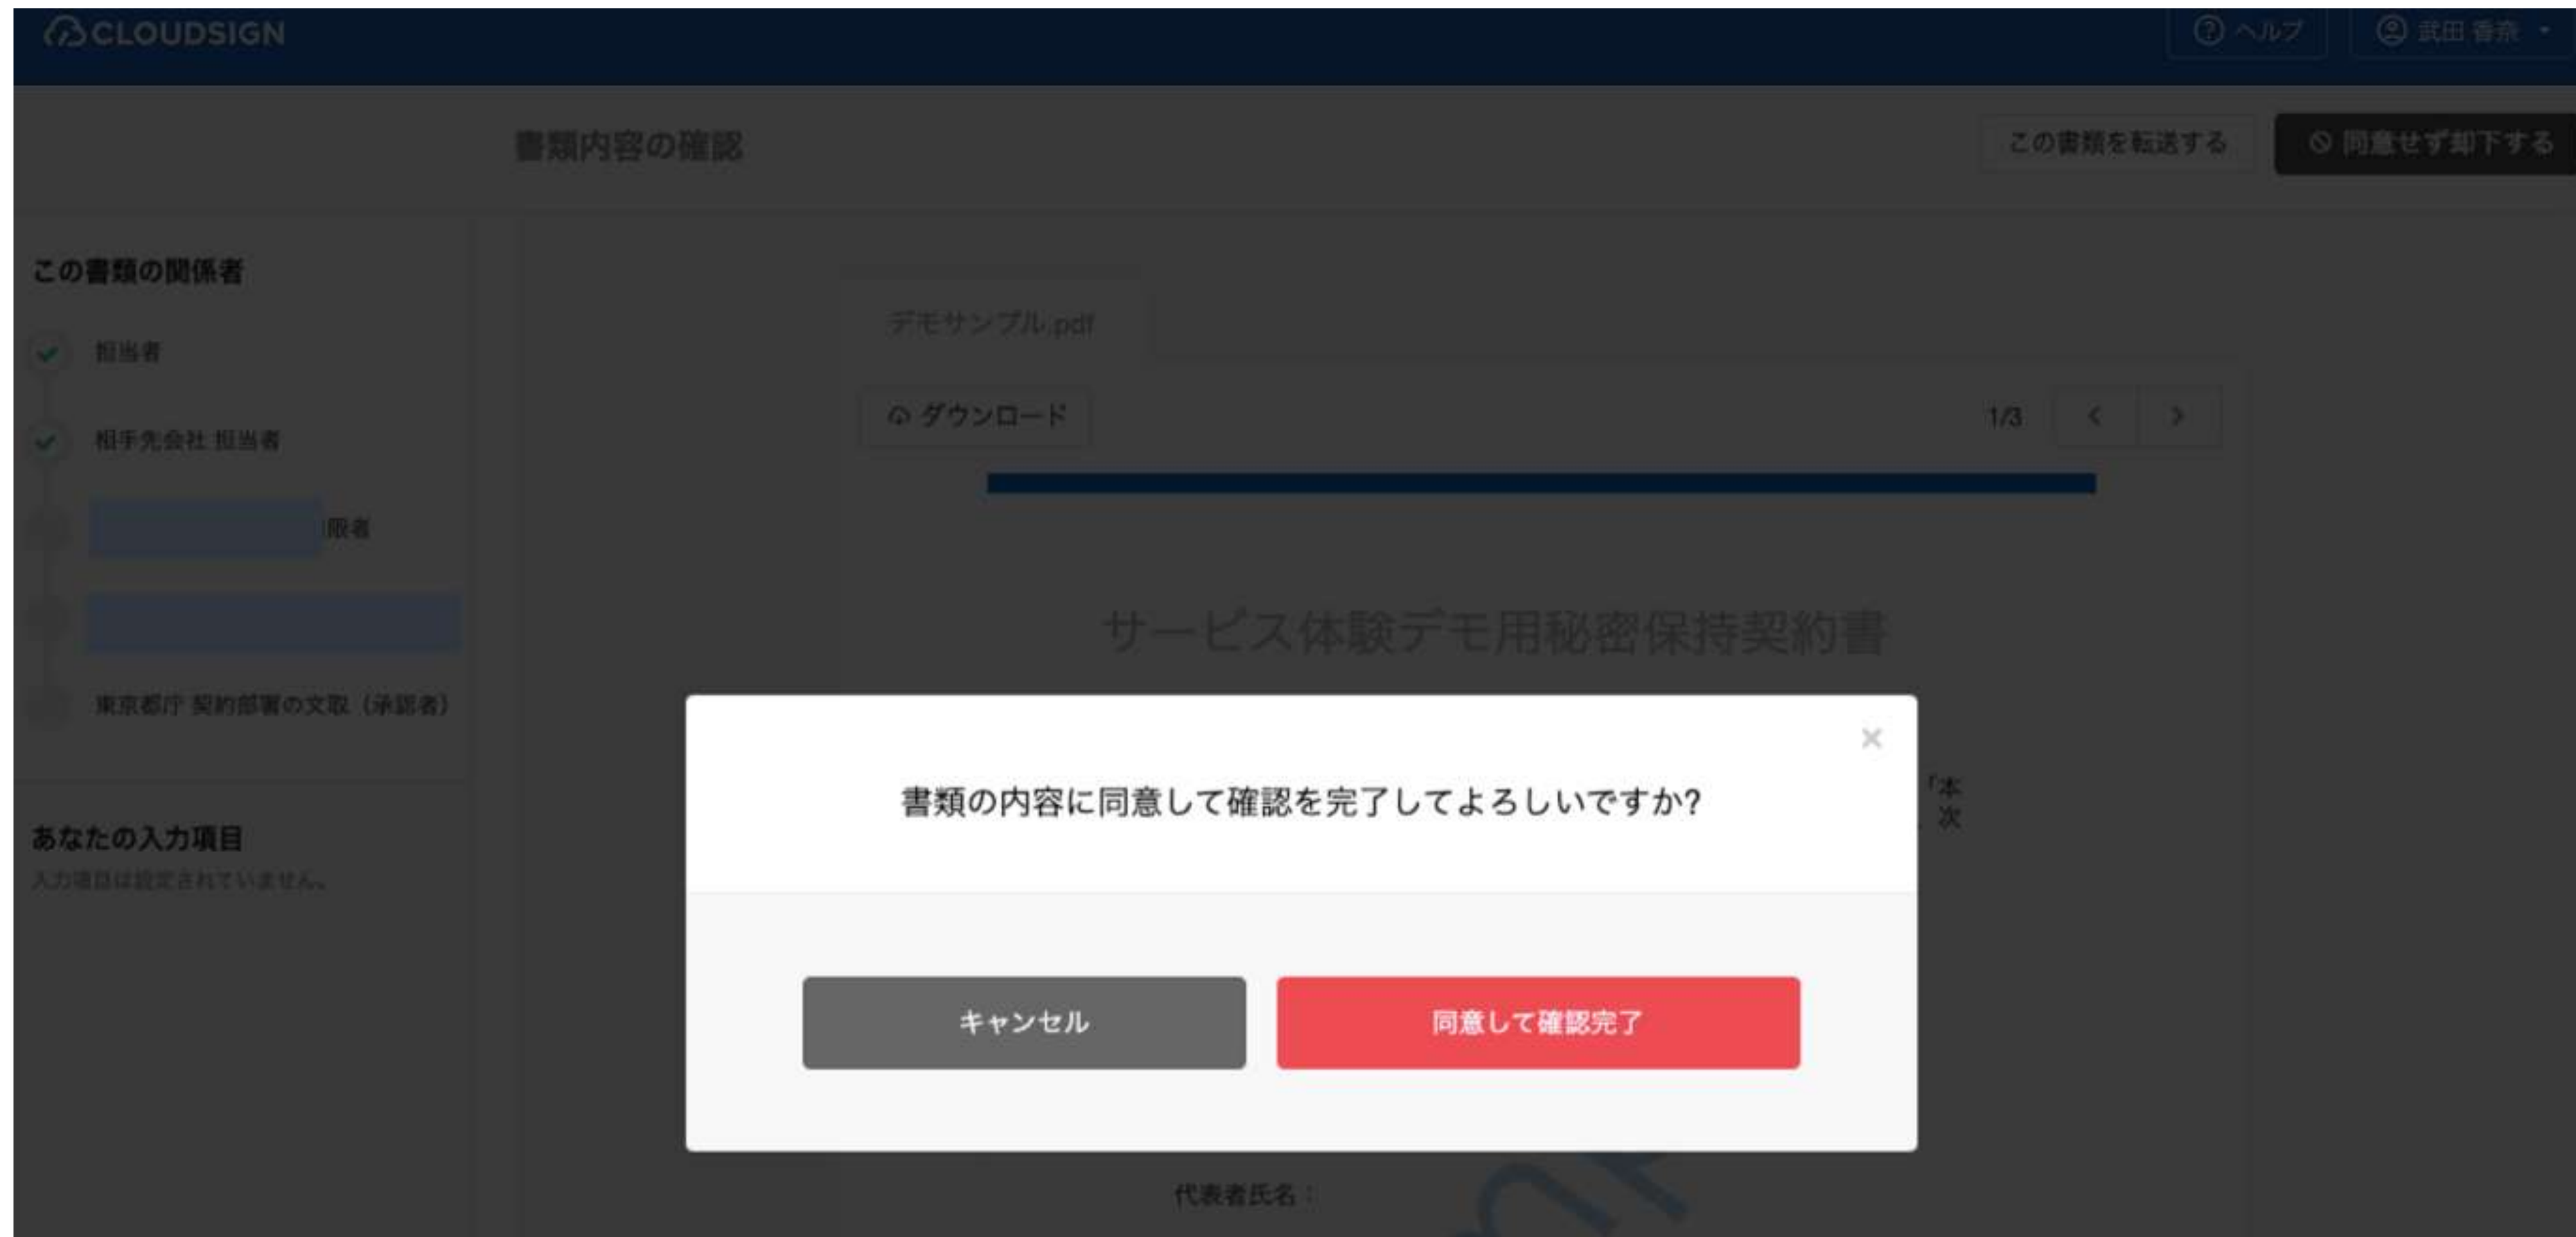 CLOUDSIGN
ヘルプ
武田 香奈
書類内容の確認
この書類を転送する
同意せず却下する
この書類の関係者
担当者
相手先会社 担当者
限者
東京都庁 契約部署の文取（承認者）
あなたの入力項目
入力項目は設定されていません。
デモサンプル.pdf
ダウンロード
1/3
サービス体験デモ用秘密保持契約書
「本
次
書類の内容に同意して確認を完了してよろしいですか?
キャンセル
同意して確認完了
代表者氏名：